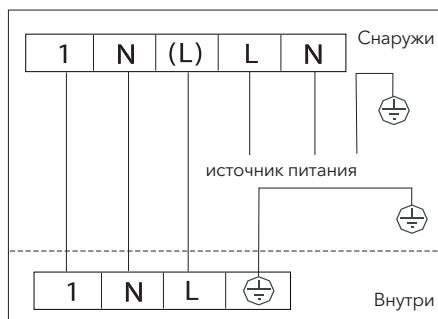 Снаружи
1 N (L) L N
источник питания
1 N L
Внутри